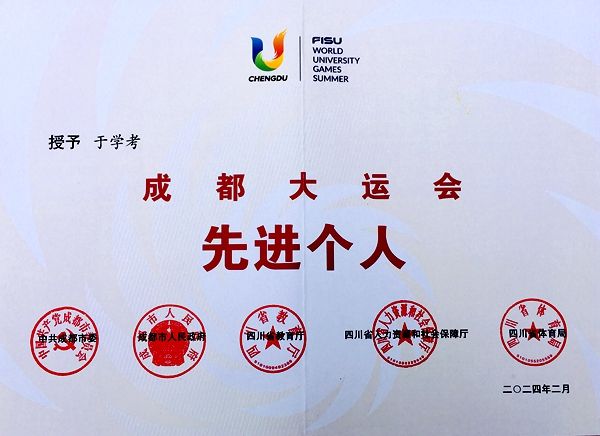 CHENGDU
FISU
WORLD
UNIVERSITY
GAMES
SUMMER
授予 于学考
成都大运会
先进个人
中共成都市委 成都市人民政府 四川省教育厅 四川省人力资源和社会保障厅 四川省体育局
二〇二四年二月